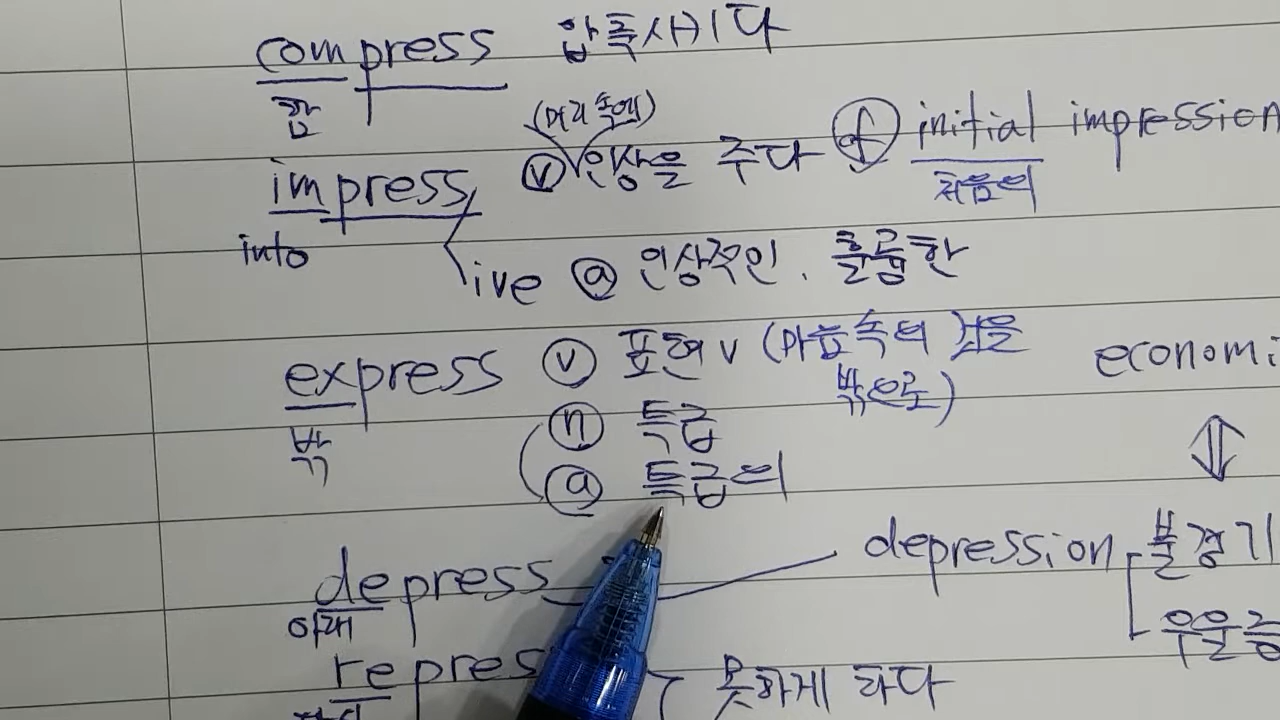 compress 압축시키다
함
(머리속에)
impress ⓥ 인상을 주다 ⓕ initial impression
into 처음의
ive ⓐ 인상적인. 훌륭한
express ⓥ 표현v (마음속의 것을 economi
밖 밖으로)
ⓝ 특급
ⓐ 특급의
depress depression 불경기
아래 우울증
repres 못하게 하다